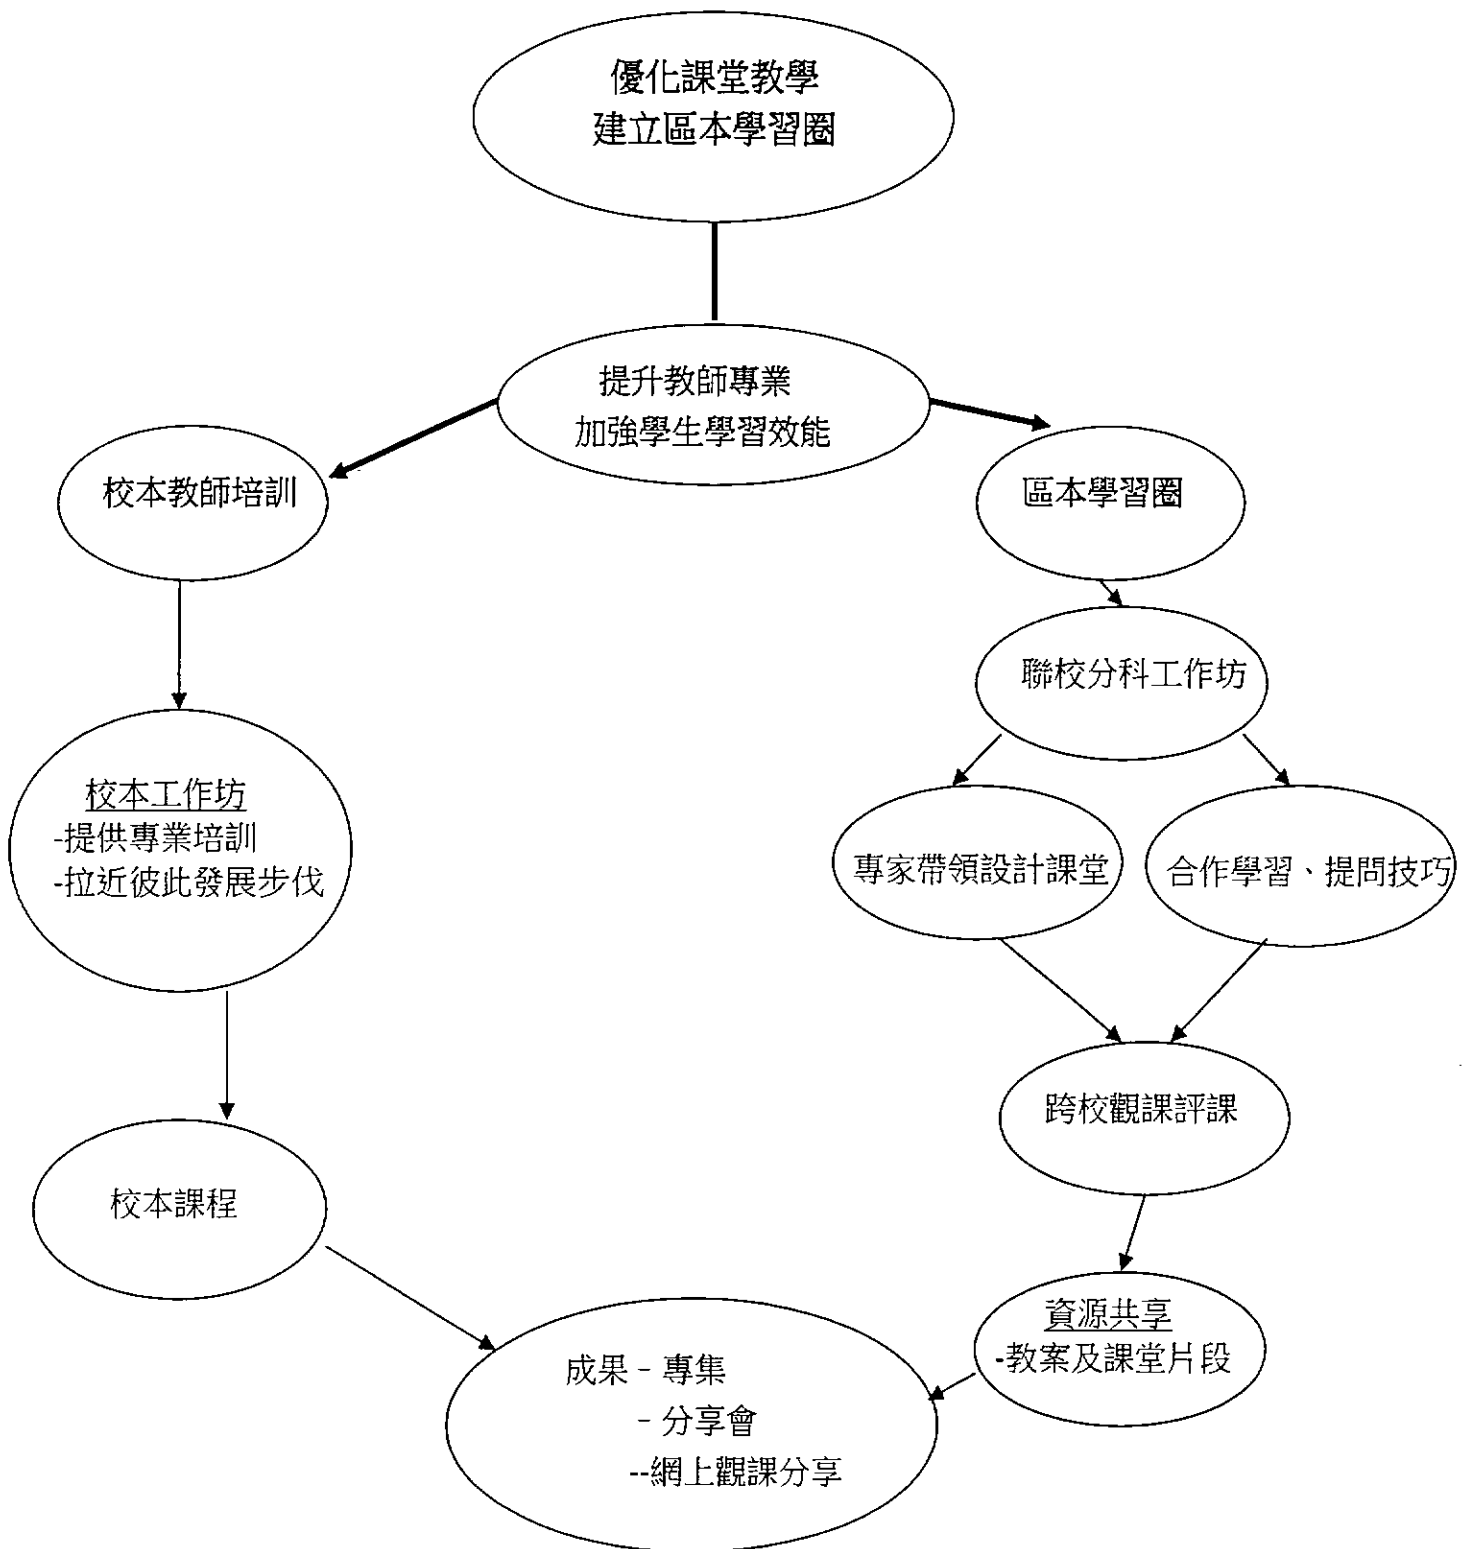 優化課堂教學
建立區本學習圈
提升教師專業
加強學生學習效能
校本教師培訓
區本學習圈
聯校分科工作坊
校本工作坊
-提供專業培訓
-拉近彼此發展步伐
專家帶領設計課堂
合作學習、提問技巧
跨校觀課評課
校本課程
資源共享
-教案及課堂片段
成果 - 專集
- 分享會
--網上觀課分享